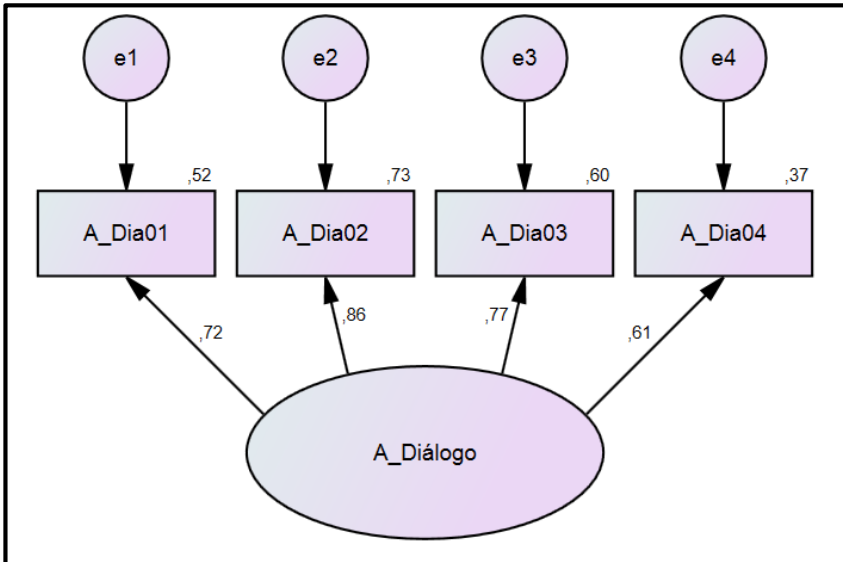 e1 e2 e3 e4
,52 ,73 ,60 ,37
A_Dia01 A_Dia02 A_Dia03 A_Dia04
,72 ,86 ,77 ,61
A_Diálogo